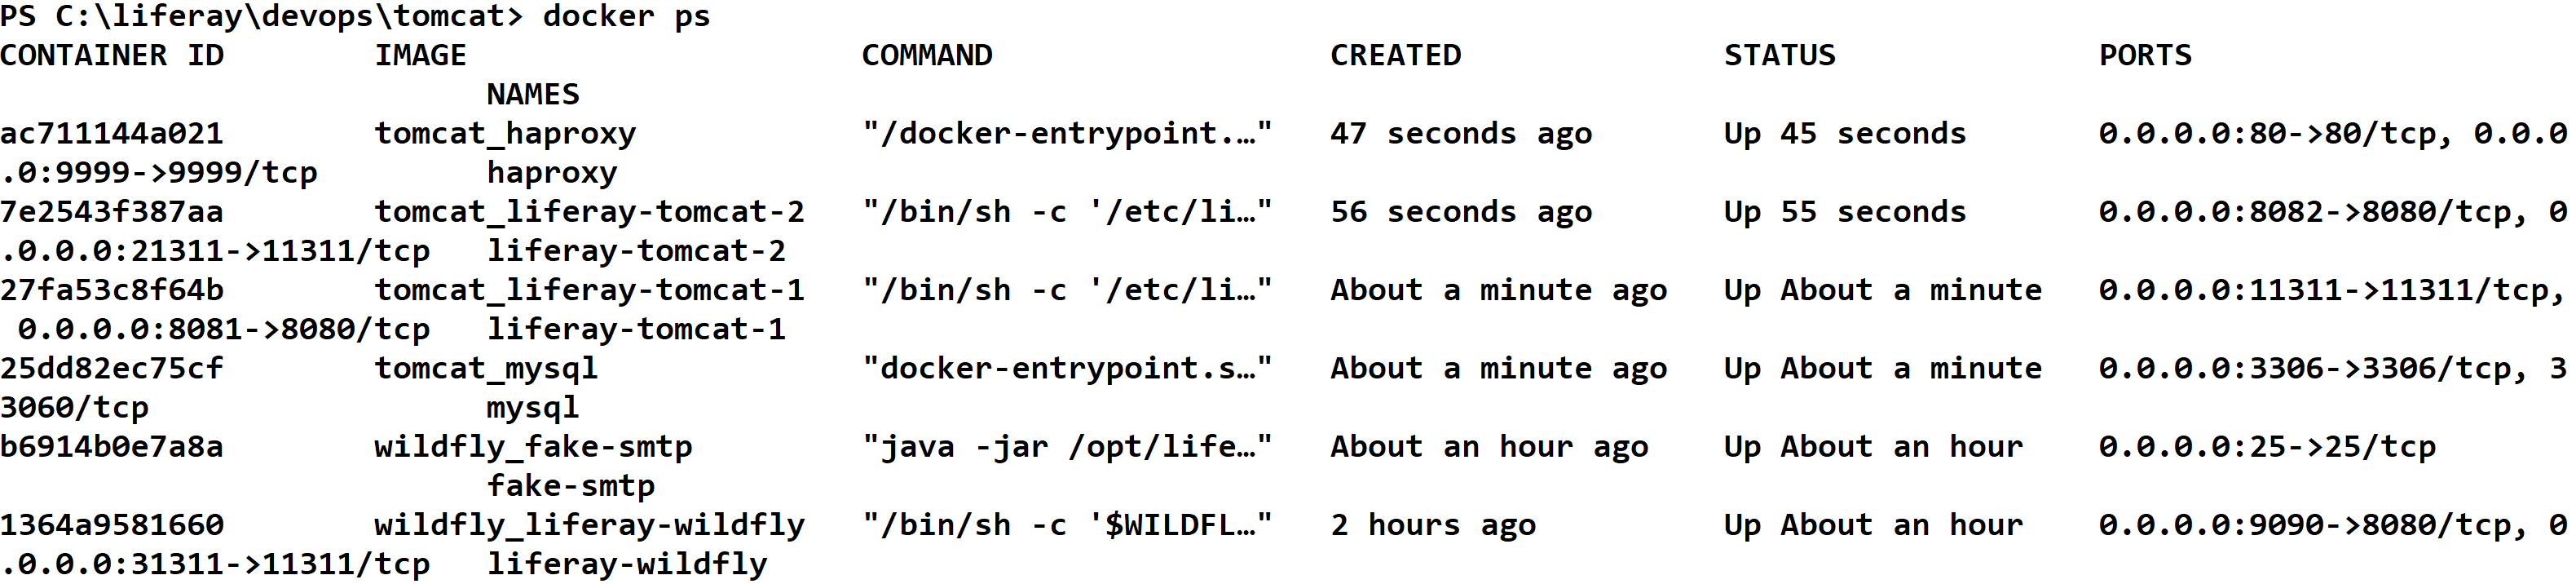 PS C:\liferay\devops\tomcat> docker ps
CONTAINER ID        IMAGE                     COMMAND                  CREATED              STATUS              PORTS
                          NAMES
ac711144a021        tomcat_haproxy            "/docker-entrypoint.…"   47 seconds ago       Up 45 seconds       0.0.0.0:80->80/tcp, 0.0.0
.0:9999->9999/tcp         haproxy
7e2543f387aa        tomcat_liferay-tomcat-2   "/bin/sh -c '/etc/li…"   56 seconds ago       Up 55 seconds       0.0.0.0:8082->8080/tcp, 0
.0.0.0:21311->11311/tcp   liferay-tomcat-2
27fa53c8f64b        tomcat_liferay-tomcat-1   "/bin/sh -c '/etc/li…"   About a minute ago   Up About a minute   0.0.0.0:11311->11311/tcp,
 0.0.0.0:8081->8080/tcp   liferay-tomcat-1
25dd82ec75cf        tomcat_mysql              "docker-entrypoint.s…"   About a minute ago   Up About a minute   0.0.0.0:3306->3306/tcp, 3
3060/tcp                  mysql
b6914b0e7a8a        wildfly_fake-smtp         "java -jar /opt/life…"   About an hour ago    Up About an hour    0.0.0.0:25->25/tcp
                          fake-smtp
1364a9581660        wildfly_liferay-wildfly   "/bin/sh -c '$WILDFL…"   2 hours ago          Up About an hour    0.0.0.0:9090->8080/tcp, 0
.0.0.0:31311->11311/tcp   liferay-wildfly